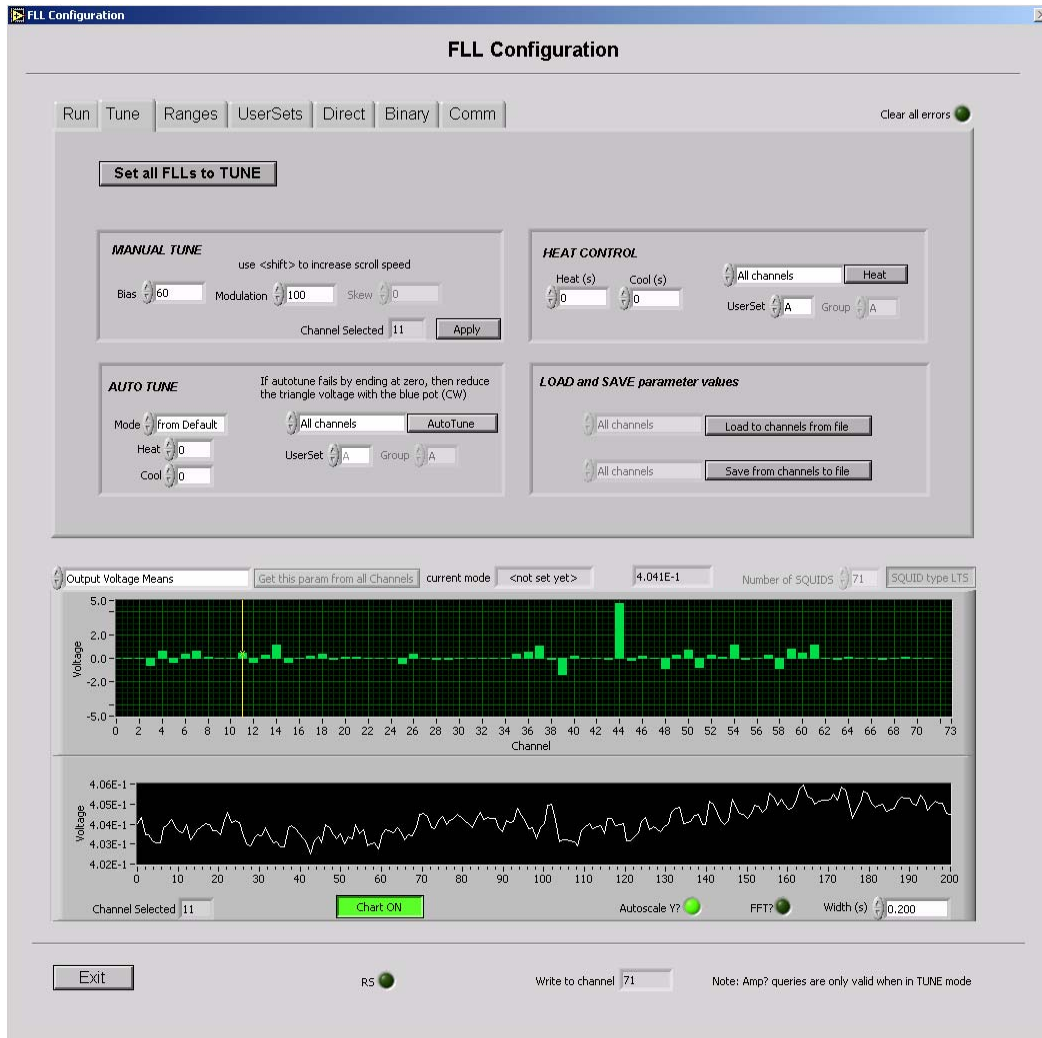 FLL Configuration
FLL Configuration
Run Tune Ranges UserSets Direct Binary Comm
Clear all errors
Set all FLLs to TUNE
MANUAL TUNE
use <shift> to increase scroll speed
Bias 60 Modulation 100 Skew 0
Channel Selected 11 Apply
HEAT CONTROL
Heat (s) Cool (s)
0 0 All channels Heat
UserSet A Group A
AUTO TUNE
If autotune fails by ending at zero, then reduce
the triangle voltage with the blue pot (CW)
Mode from Default All channels AutoTune
Heat 0 UserSet A Group A
Cool 0
LOAD and SAVE parameter values
All channels Load to channels from file
All channels Save from channels to file
Output Voltage Means Get this param from all Channels current mode <not set yet> 4.041E-1 Number of SQUIDS 71 SQUID type LTS
5.0
2.0
0.0
-2.0
-5.0
Voltage
0 2 4 6 8 10 12 14 16 18 20 22 24 26 28 30 32 34 36 38 40 42 44 46 48 50 52 54 56 58 60 62 64 66 68 70 73
Channel
4.06E-1
4.05E-1
4.04E-1
4.03E-1
4.02E-1
Voltage
0 10 20 30 40 50 60 70 80 90 100 110 120 130 140 150 160 170 180 190 200
Channel Selected 11 Chart ON Autoscale Y? FFT? Width (s) 0.200
Exit RS Write to channel 71 Note: Amp? queries are only valid when in TUNE mode